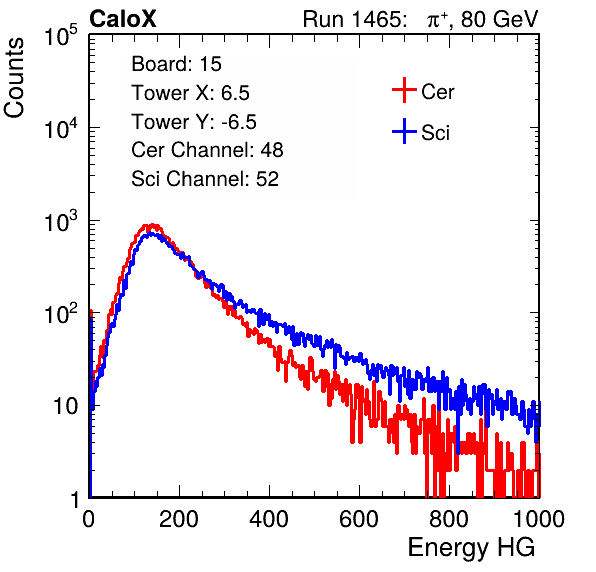 CaloX Run 1465: π⁺, 80 GeV
Counts
10⁵
10⁴
10³
10²
10
1
Board: 15
Tower X: 6.5
Tower Y: -6.5
Cer Channel: 48
Sci Channel: 52
Cer
Sci
0 200 400 600 800 1000
Energy HG